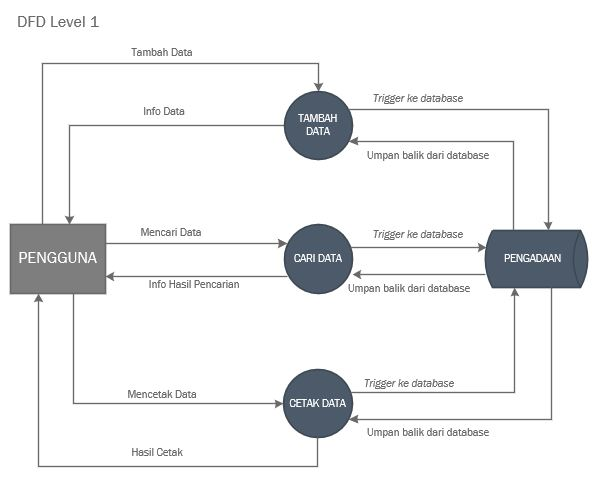 DFD Level 1
Tambah Data
Trigger ke database
Info Data
TAMBAH
DATA
Umpan balik dari database
Mencari Data
Trigger ke database
PENGGUNA
CARI DATA
PENGADAAN
Info Hasil Pencarian
Umpan balik dari database
Trigger ke database
Mencetak Data
CETAK DATA
Umpan balik dari database
Hasil Cetak